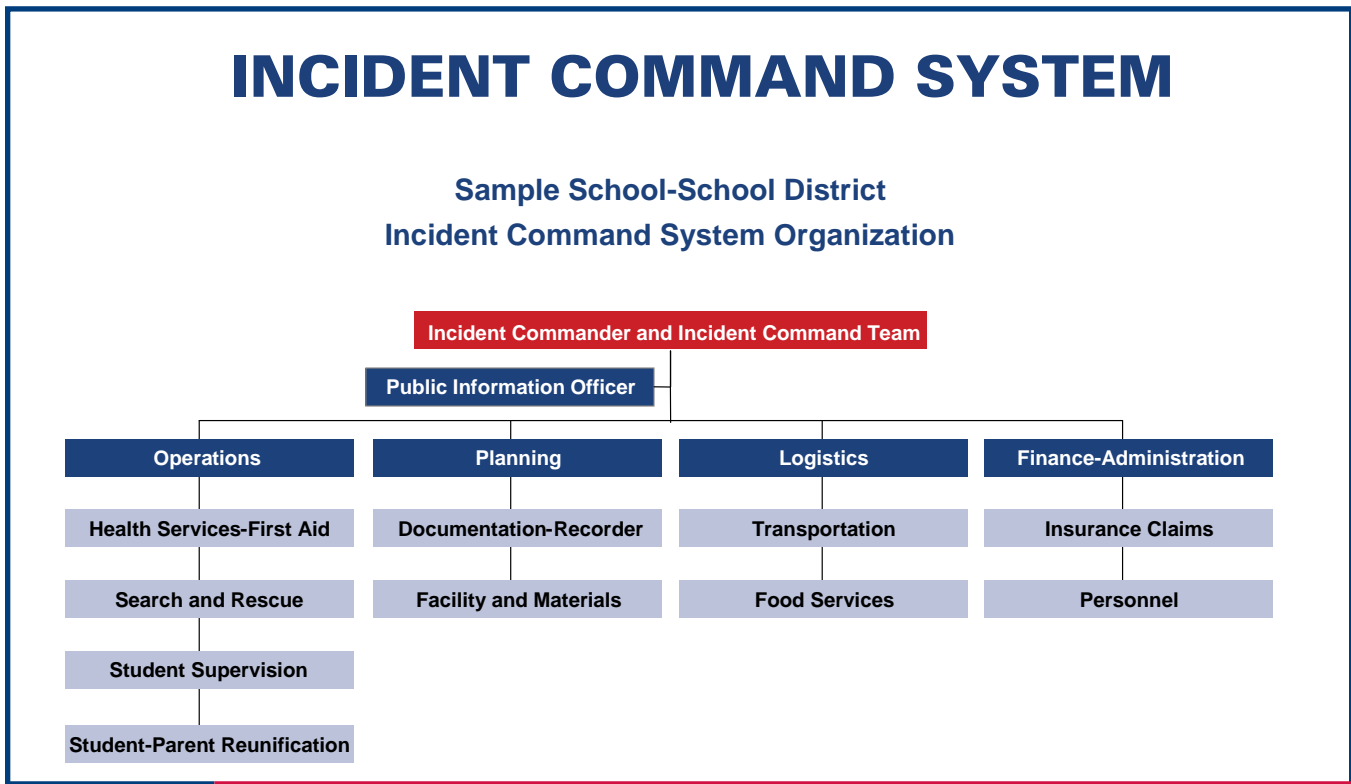 INCIDENT COMMAND SYSTEM
Sample School-School District
Incident Command System Organization
Incident Commander and Incident Command Team
Public Information Officer
Operations
Planning
Logistics
Finance-Administration
Health Services-First Aid
Documentation-Recorder
Transportation
Insurance Claims
Search and Rescue
Facility and Materials
Food Services
Personnel
Student Supervision
Student-Parent Reunification